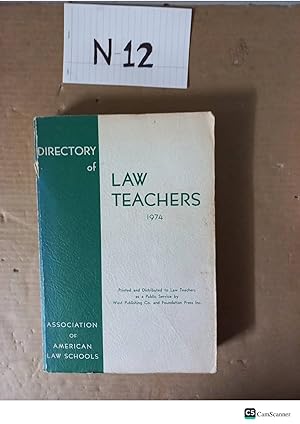 N-12
DIRECTORY
of
LAW
TEACHERS
1974
Printed and Distributed to Law Teachers
as a Public Service by
West Publishing Co. and Foundation Press Inc.
ASSOCIATION
OF
AMERICAN
LAW SCHOOLS
CS CamScanner